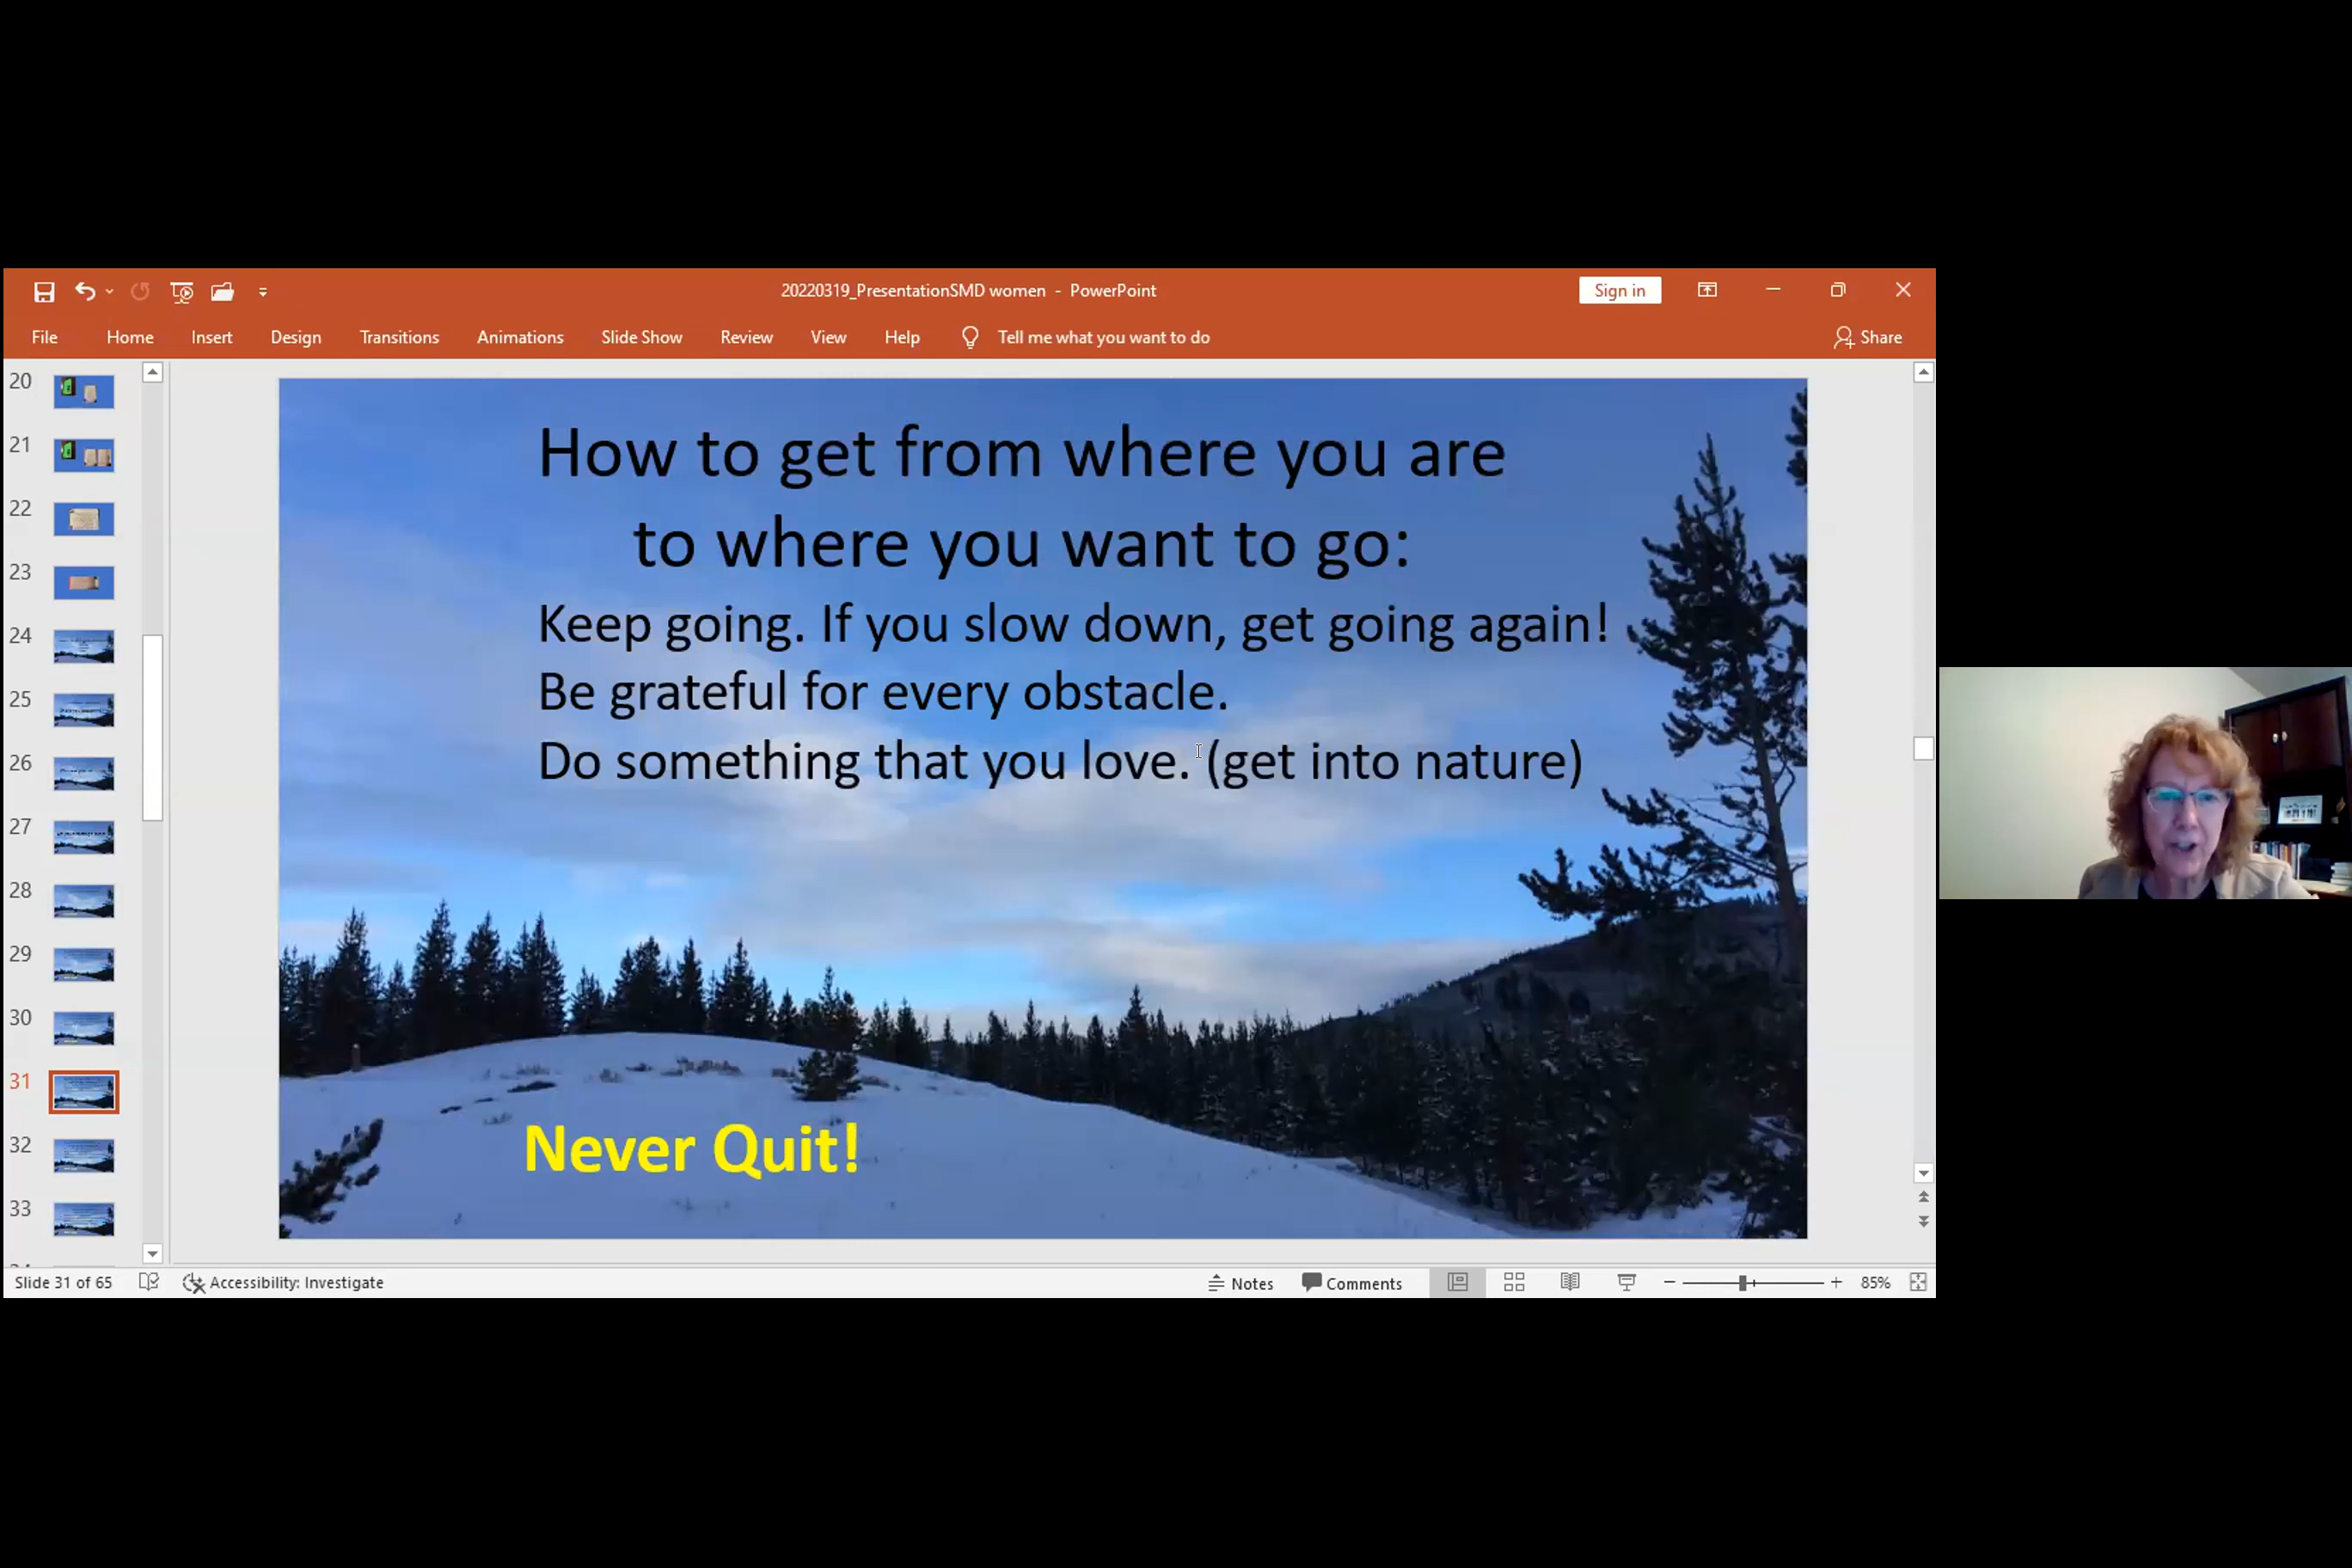 20220319_PresentationSMD women - PowerPoint
Sign in
File Home Insert Design Transitions Animations Slide Show Review View Help Tell me what you want to do Share
20
21
22
23
24
25
26
27
28
29
30
31
32
33
How to get from where you are
to where you want to go:
Keep going. If you slow down, get going again!
Be grateful for every obstacle.
Do something that you love. (get into nature)
Never Quit!
Slide 31 of 65 Accessibility: Investigate Notes Comments 85%